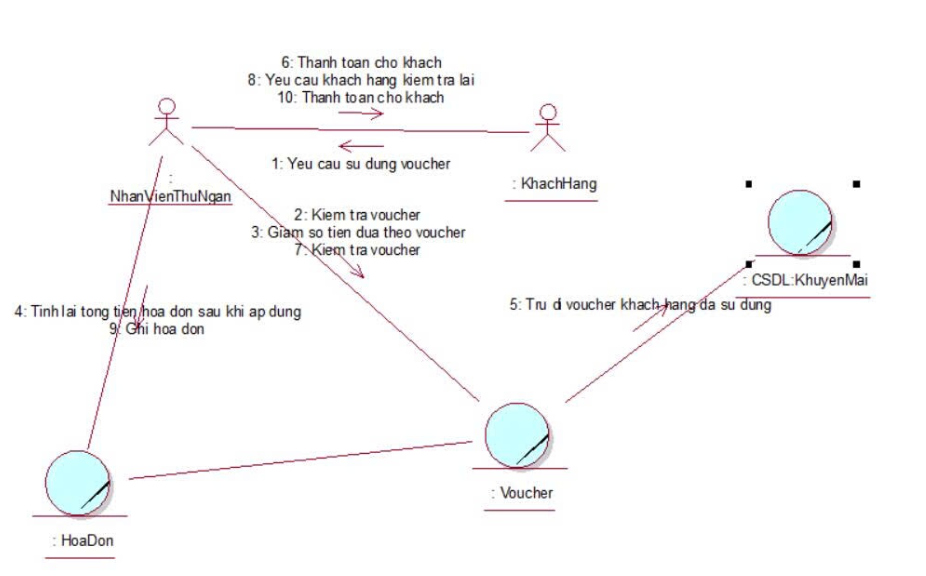 6: Thanh toan cho khach
8: Yeu cau khach hang kiem tra lai
10: Thanh toan cho khach
1: Yeu cau su dung voucher
:
NhanVienThuNgan
: KhachHang
2: Kiem tra voucher
3: Giam so tien dua theo voucher
7: Kiem tra voucher
: CSDL:KhuyenMai
4: Tinh lai tong tien hoa don sau khi ap dung
9: Ghi hoa don
5: Tru di voucher khach hang da su dung
: Voucher
: HoaDon